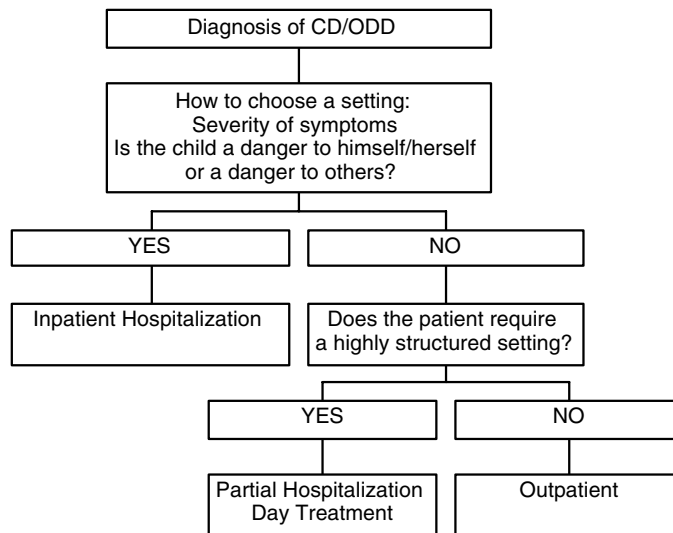 Diagnosis of CD/ODD
How to choose a setting:
Severity of symptoms
Is the child a danger to himself/herself
or a danger to others?
YES
NO
Inpatient Hospitalization
Does the patient require
a highly structured setting?
YES
NO
Partial Hospitalization
Day Treatment
Outpatient